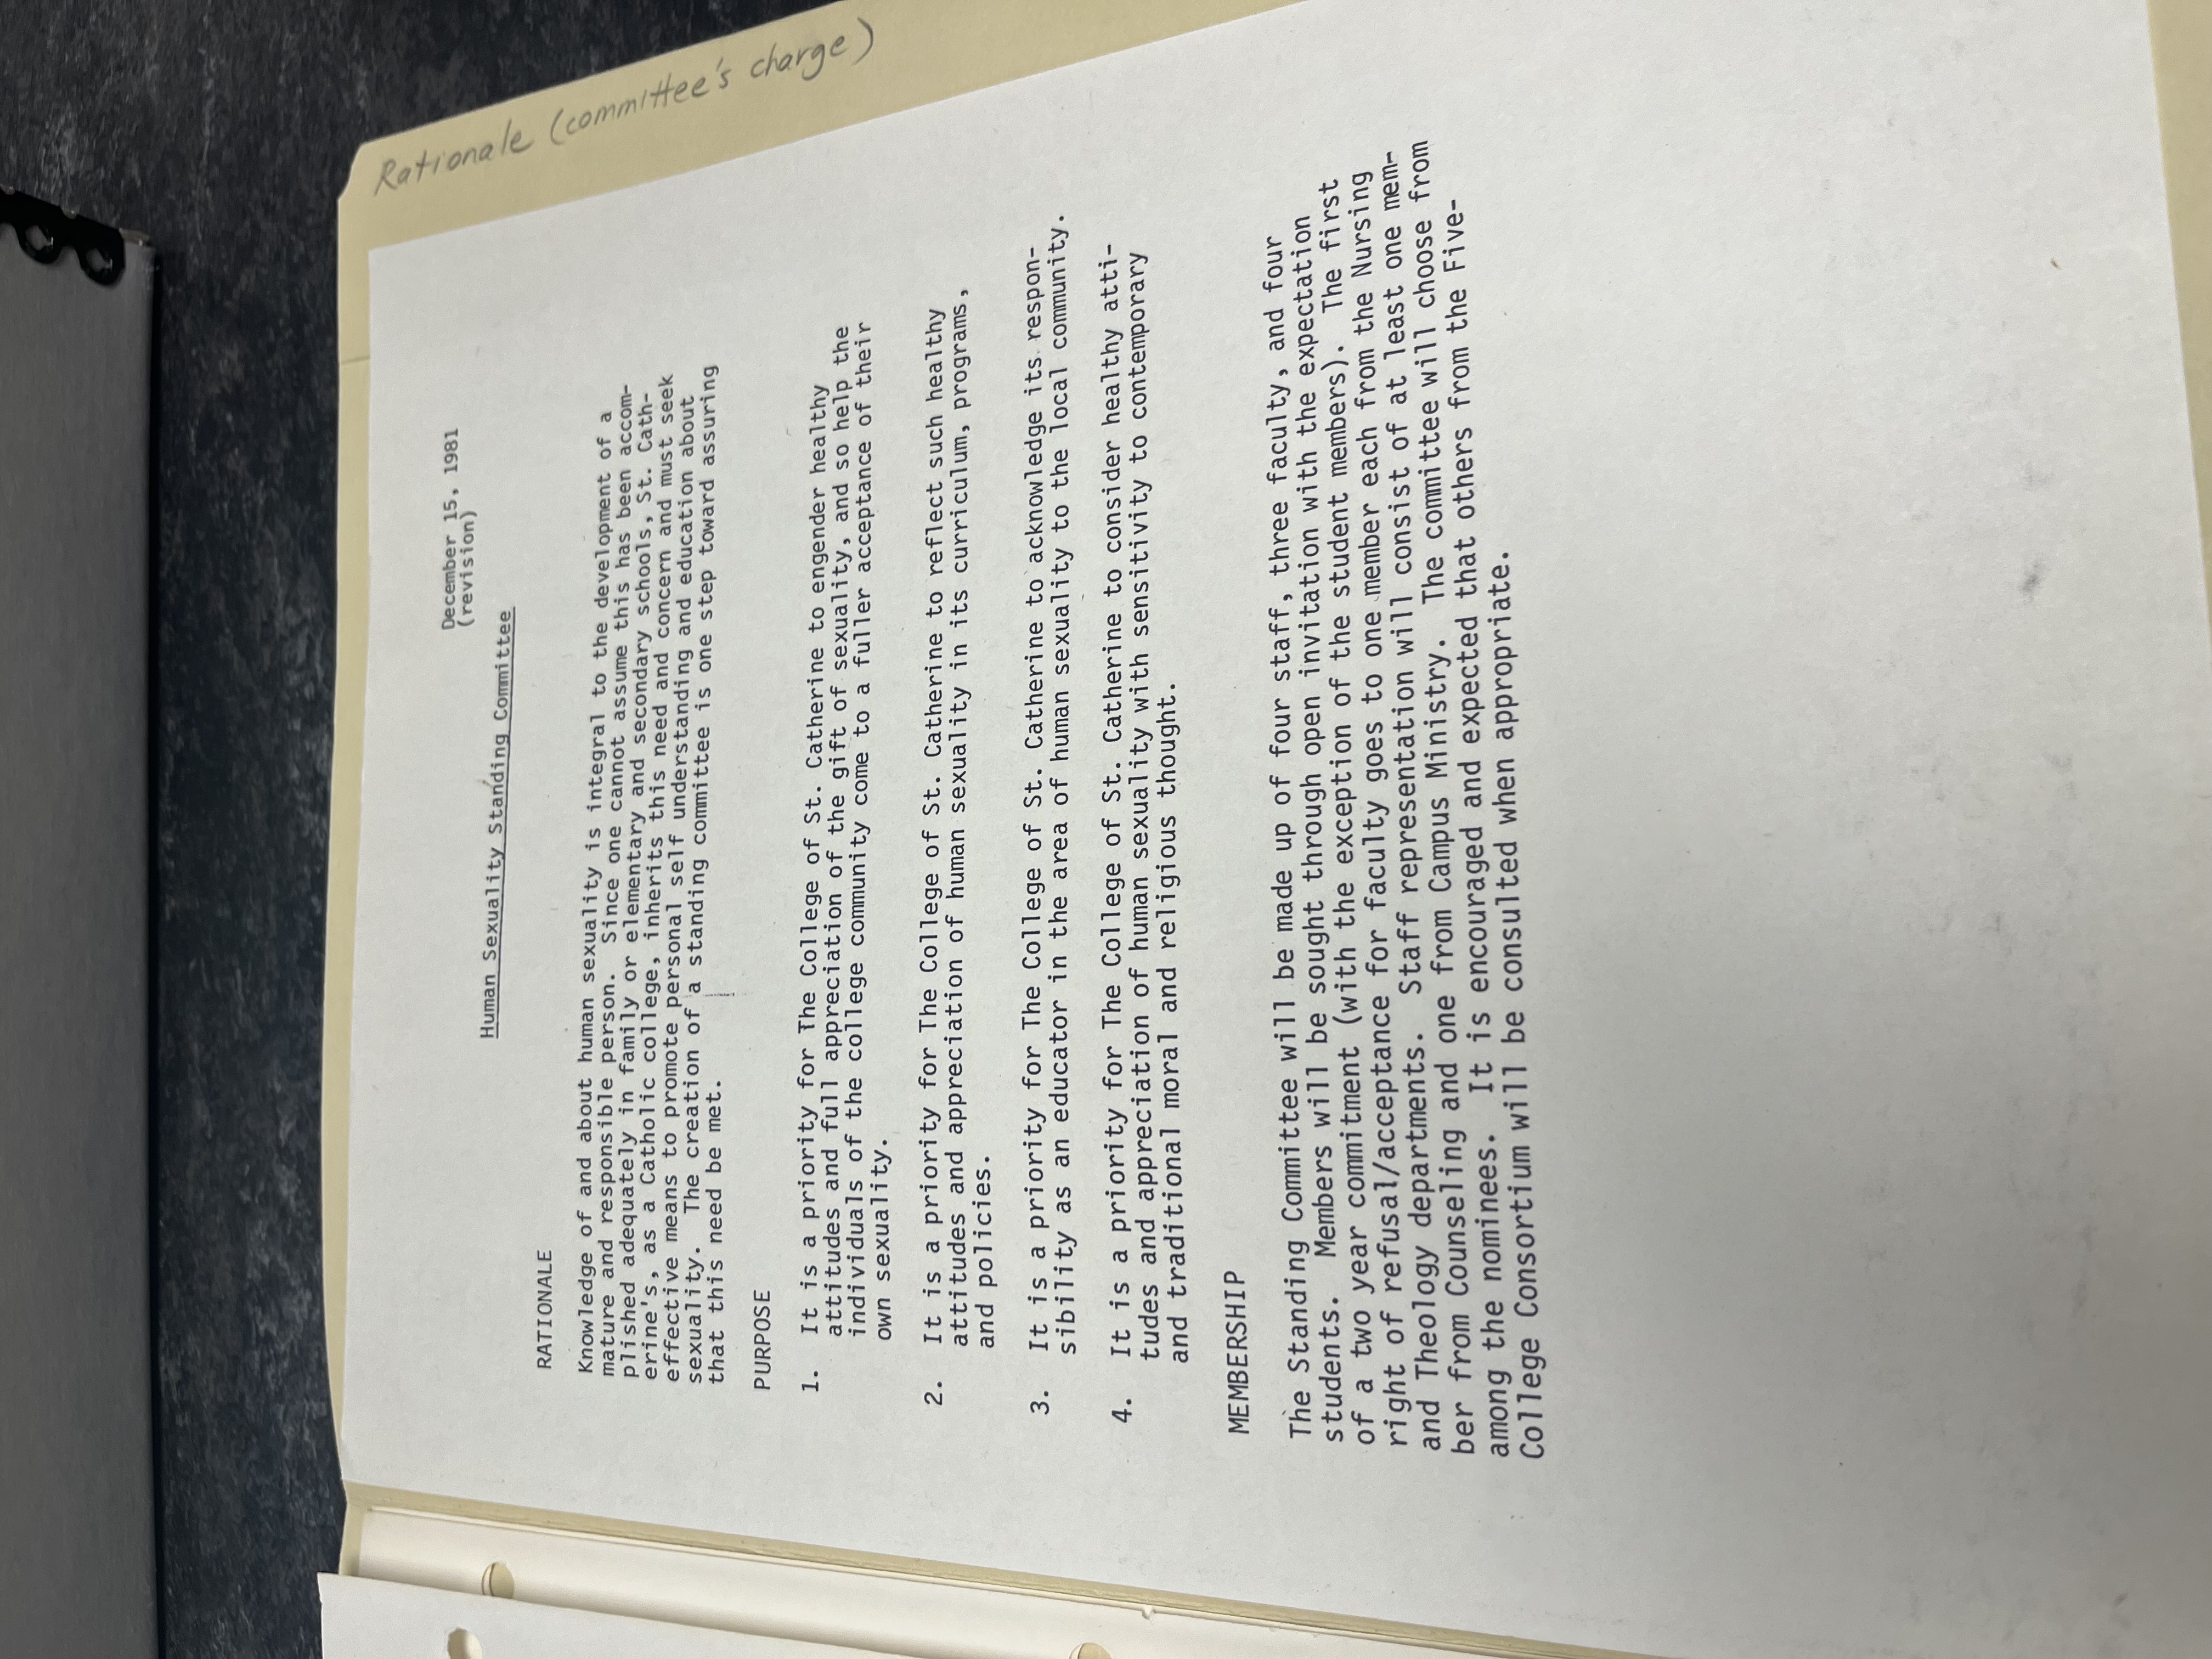 December 15, 1981
(revision)
Human Sexuality Standing Committee
RATIONALE
Knowledge of and about human sexuality is integral to the development of a
mature and responsible person.  Since one cannot assume this has been accom-
plished adequately in family or elementary and secondary schools, St. Cath-
erine's, as a Catholic college, inherits this need and concern and must seek
effective means to promote personal self understanding and education about
sexuality.  The creation of a standing committee is one step toward assuring
that this need be met.
PURPOSE
1. It is a priority for The College of St. Catherine to engender healthy
attitudes and full appreciation of the gift of sexuality, and so help the
individuals of the college community come to a fuller acceptance of their
own sexuality.
2. It is a priority for The College of St. Catherine to reflect such healthy
attitudes and appreciation of human sexuality in its curriculum, programs,
and policies.
3. It is a priority for The College of St. Catherine to acknowledge its respon-
sibility as an educator in the area of human sexuality to the local community.
4. It is a priority for The College of St. Catherine to consider healthy atti-
tudes and appreciation of human sexuality with sensitivity to contemporary
and traditional moral and religious thought.
MEMBERSHIP
The Standing Committee will be made up of four staff, three faculty, and four
students.  Members will be sought through open invitation with the expectation
of a two year commitment (with the exception of the student members).  The first
right of refusal/acceptance for faculty goes to one member each from the Nursing
and Theology departments.  Staff representation will consist of at least one mem-
ber from Counseling and one from Campus Ministry.  The committee will choose from
among the nominees.  It is encouraged and expected that others from the Five-
College Consortium will be consulted when appropriate.
Rationale (committee's charge)